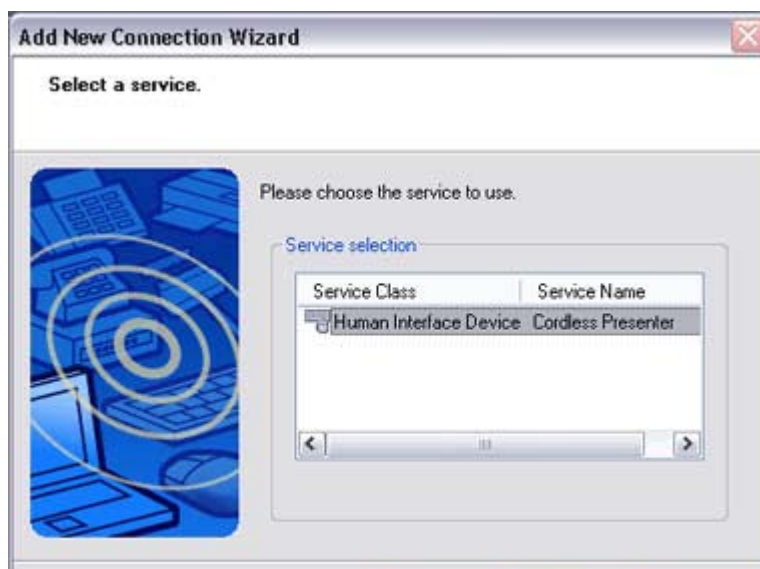 Add New Connection Wizard
Select a service.
Please choose the service to use.
Service selection
Service Class Service Name
Human Interface Device Cordless Presenter